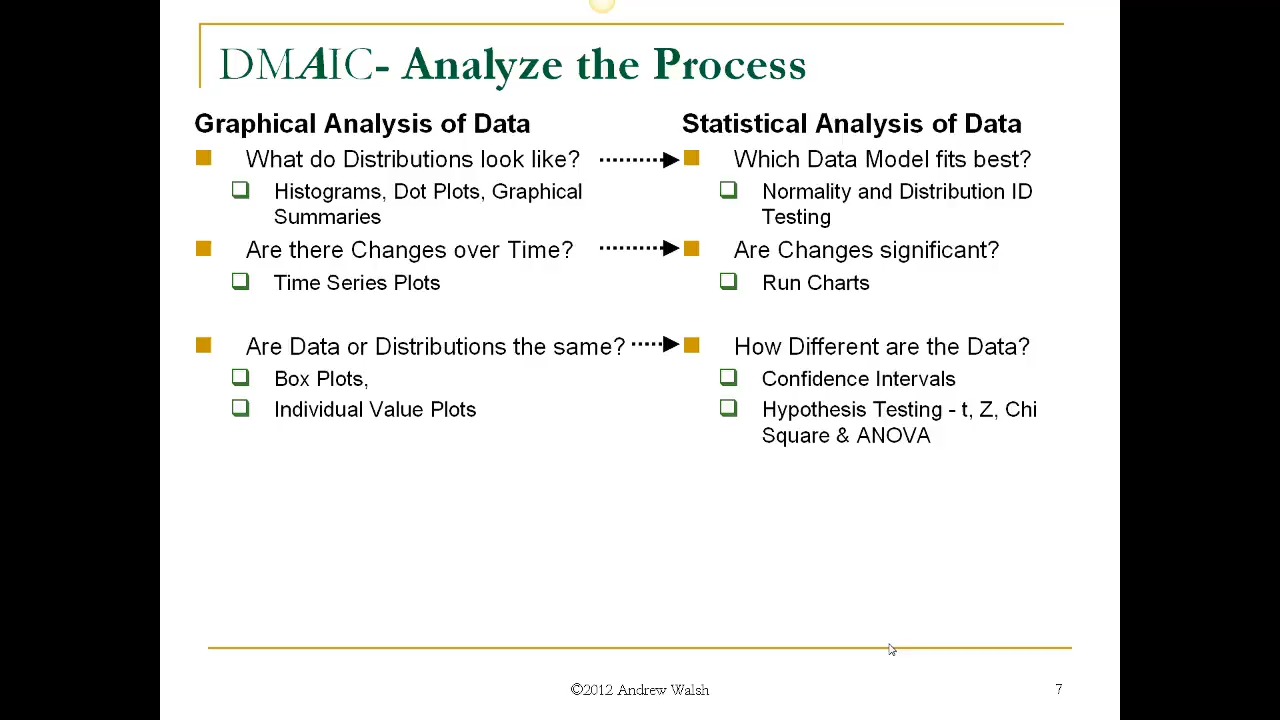 DMAIC- Analyze the Process
Graphical Analysis of Data
What do Distributions look like?
Histograms, Dot Plots, Graphical
Summaries
Are there Changes over Time?
Time Series Plots
Are Data or Distributions the same?
Box Plots,
Individual Value Plots
Statistical Analysis of Data
Which Data Model fits best?
Normality and Distribution ID
Testing
Are Changes significant?
Run Charts
How Different are the Data?
Confidence Intervals
Hypothesis Testing - t, Z, Chi
Square & ANOVA
©2012 Andrew Walsh
7